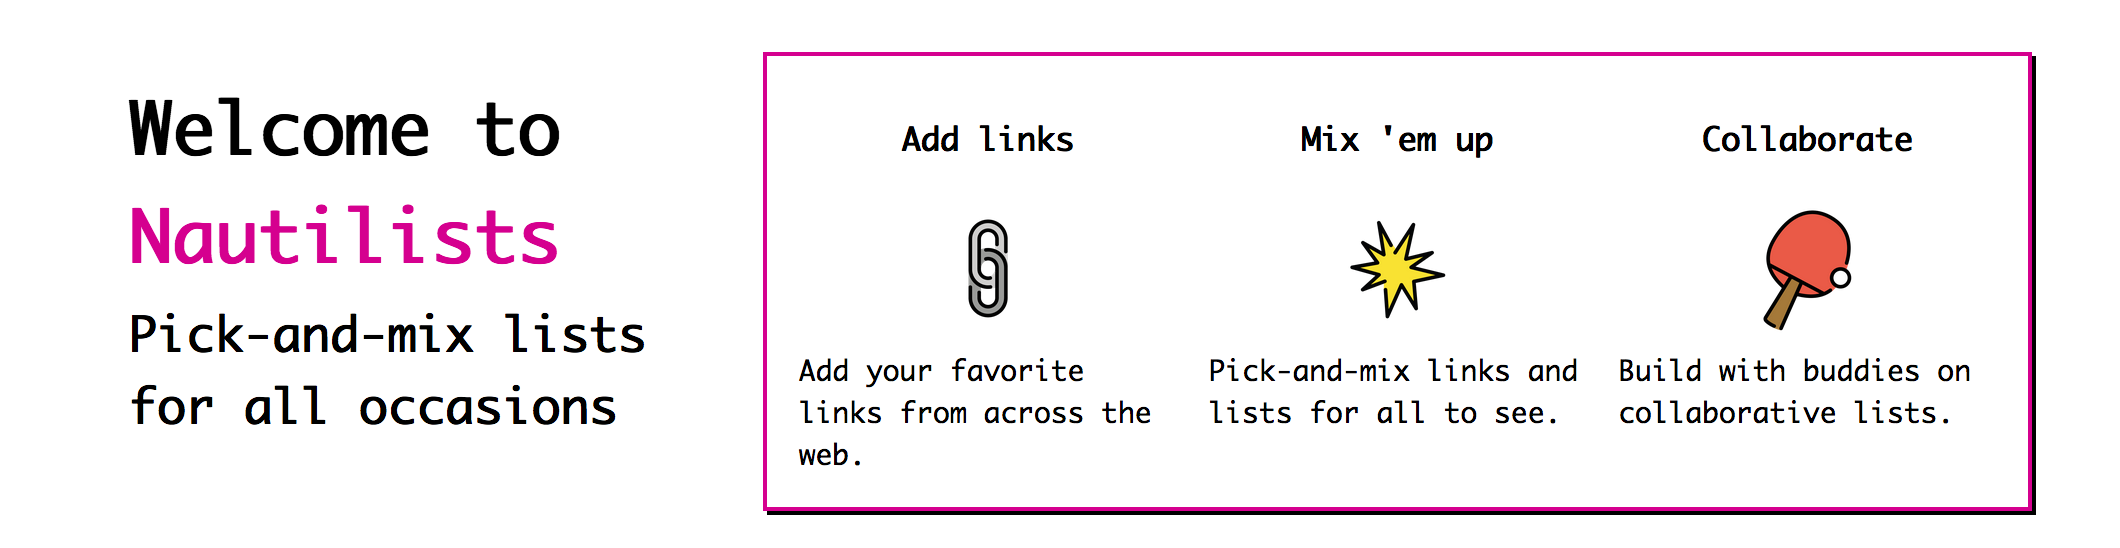 Welcome to
Nautilists
Pick-and-mix lists
for all occasions
Add links
Add your favorite
links from across the
web.
Mix 'em up
Pick-and-mix links and
lists for all to see.
Collaborate
Build with buddies on
collaborative lists.